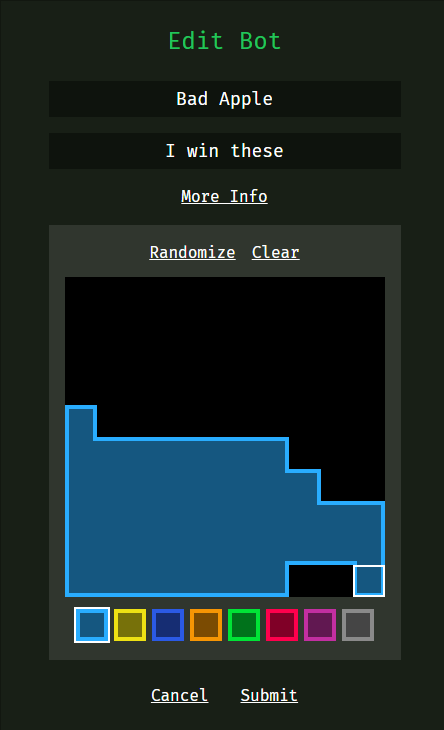 Edit Bot
Bad Apple
I win these
More Info
Randomize Clear
Cancel Submit